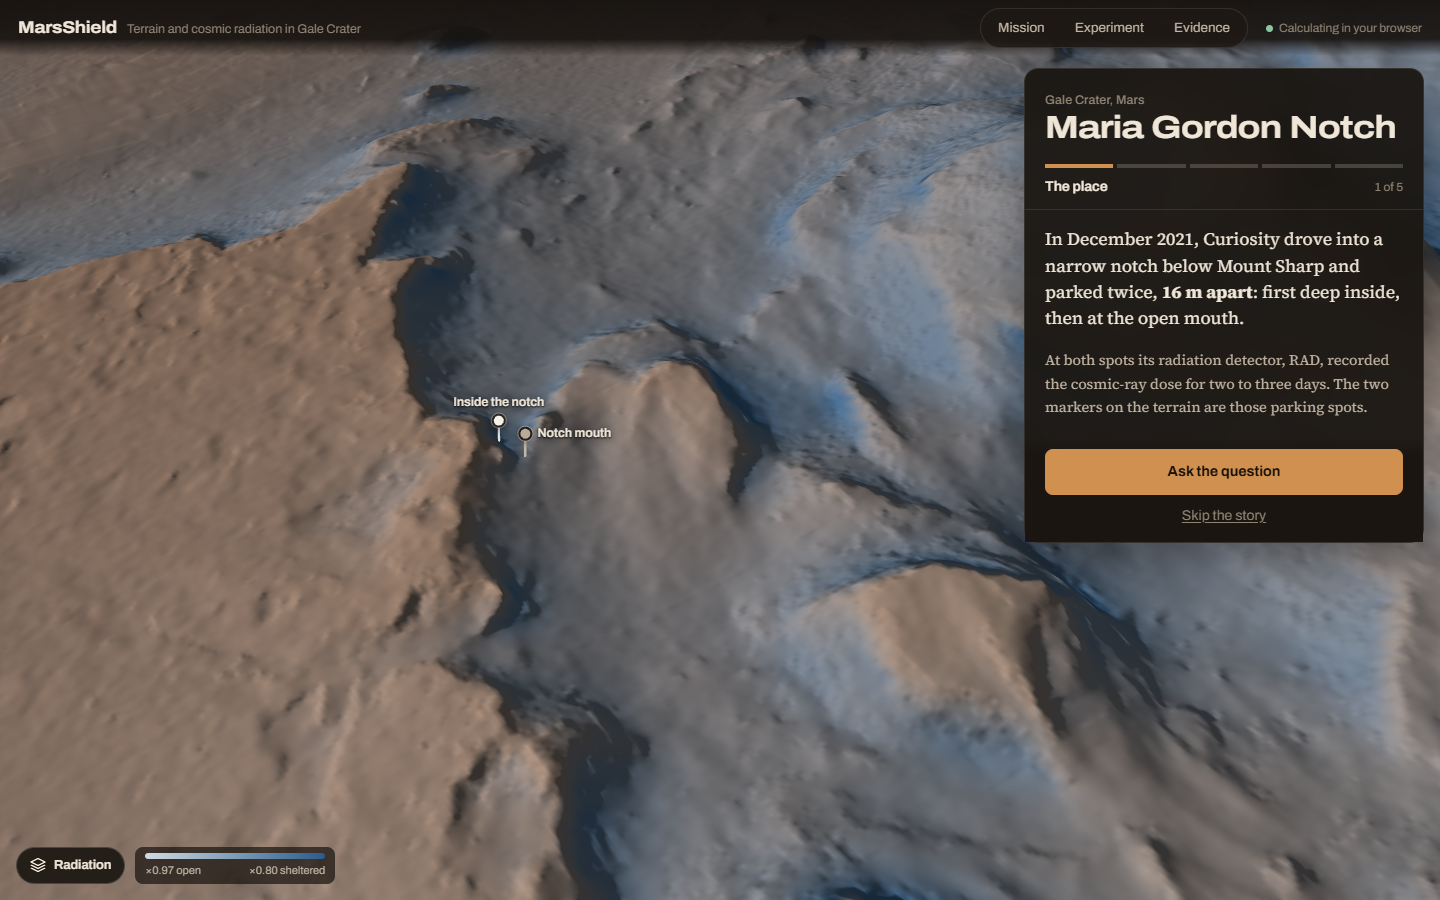 MarsShield Terrain and cosmic radiation in Gale Crater
Mission Experiment Evidence
Calculating in your browser
Gale Crater, Mars
Maria Gordon Notch
The place 1 of 5
In December 2021, Curiosity drove into a
narrow notch below Mount Sharp and
parked twice, 16 m apart: first deep inside,
then at the open mouth.
At both spots its radiation detector, RAD, recorded
the cosmic-ray dose for two to three days. The two
markers on the terrain are those parking spots.
Ask the question
Skip the story
Inside the notch
Notch mouth
Radiation
×0.97 open ×0.80 sheltered